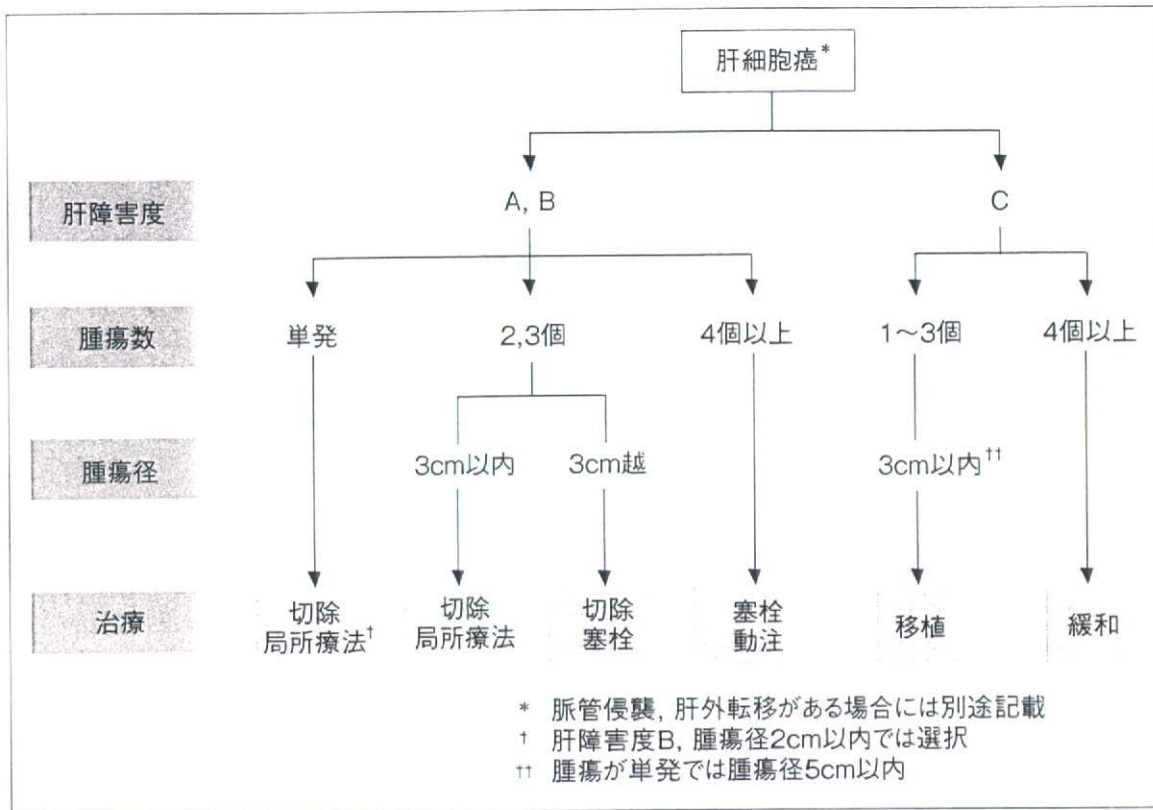 肝細胞癌*
肝障害度
A, B
C
腫瘍数
単発
2,3個
4個以上
1～3個
4個以上
腫瘍径
3cm以内
3cm越
3cm以内††
治療
切除
局所療法†
切除
局所療法
切除
塞栓
塞栓
動注
移植
緩和
* 脈管侵襲, 肝外転移がある場合には別途記載
† 肝障害度B, 腫瘍径2cm以内では選択
†† 腫瘍が単発では腫瘍径5cm以内